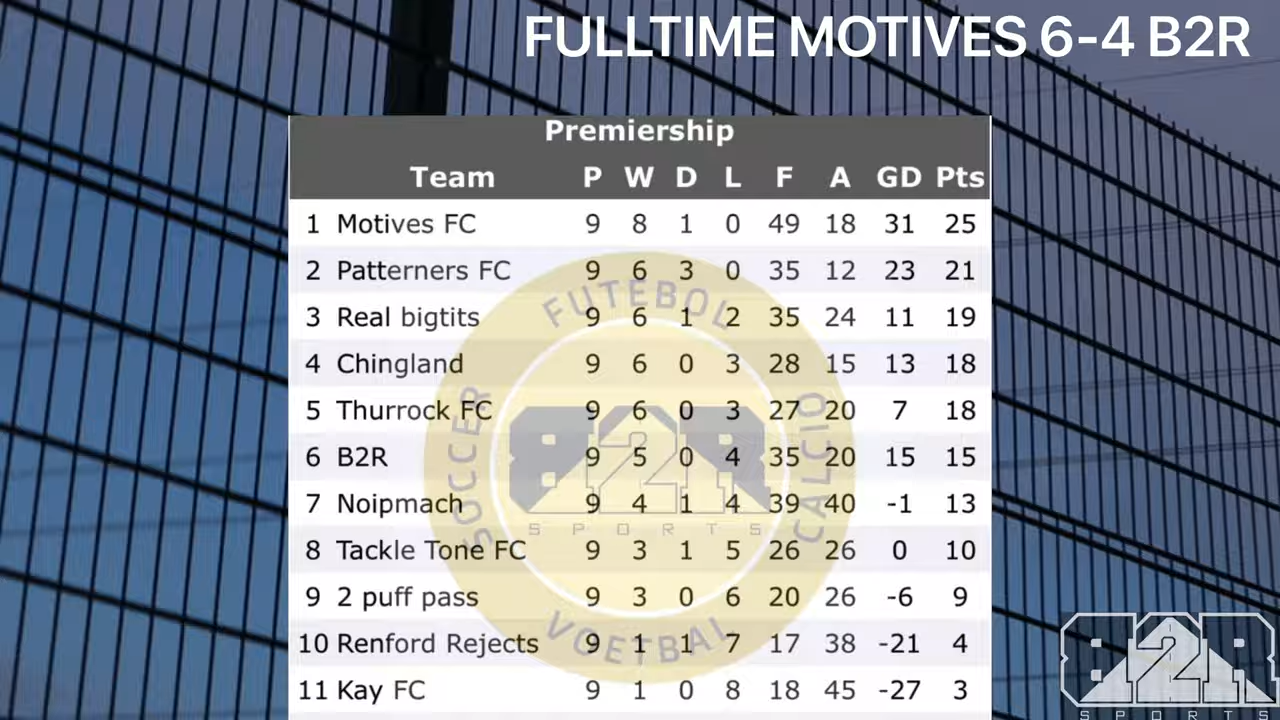 FULLTIME MOTIVES 6-4 B2R
Premiership
Team P W D L F A GD Pts
1 Motives FC 9 8 1 0 49 18 31 25
2 Patterners FC 9 6 3 0 35 12 23 21
3 Real bigtits 9 6 1 2 35 24 11 19
4 Chingland 9 6 0 3 28 15 13 18
5 Thurrock FC 9 6 0 3 27 20 7 18
6 B2R 9 5 0 4 35 20 15 15
7 Noipmach 9 4 1 4 39 40 -1 13
8 Tackle Tone FC 9 3 1 5 26 26 0 10
9 2 puff pass 9 3 0 6 20 26 -6 9
10 Renford Rejects 9 1 1 7 17 38 -21 4
11 Kay FC 9 1 0 8 18 45 -27 3
FUTEBOL
SOCCER
CALCIO
VOETBAL
B2R
SPORTS
B2R
SPORTS